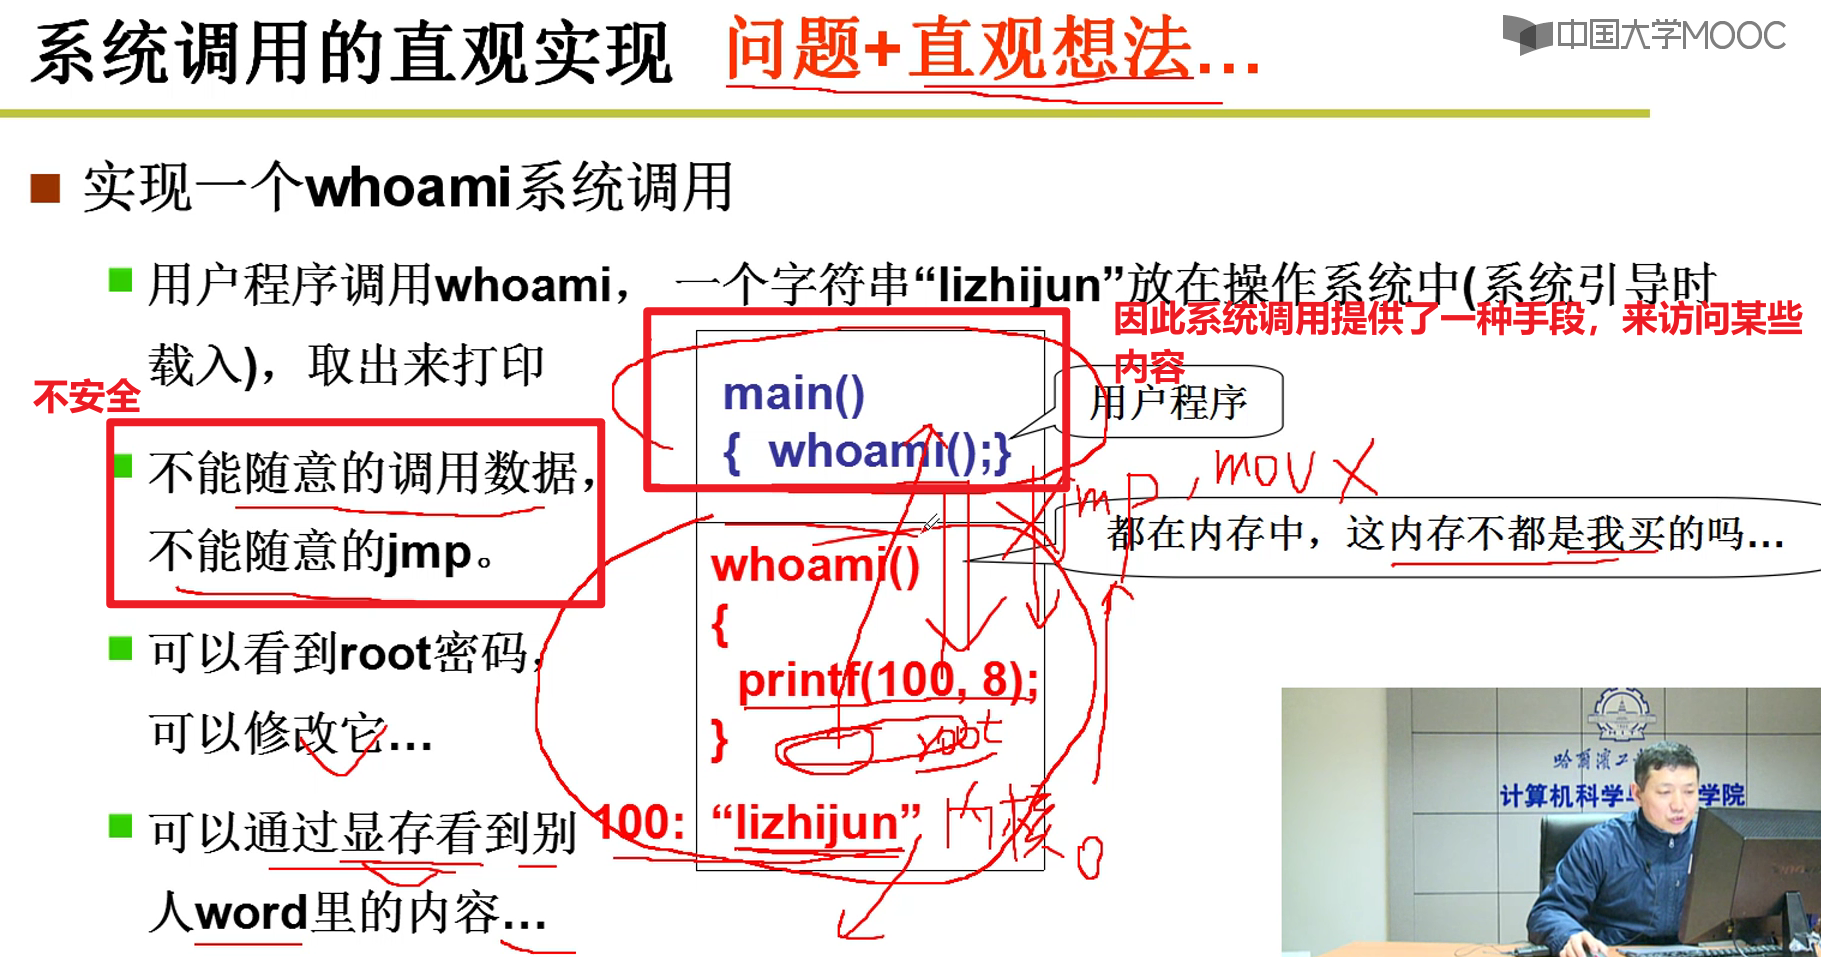 系统调用的直观实现 问题+直观想法...
中国大学MOOC
实现一个whoami系统调用
用户程序调用whoami， 一个字符串“lizhijun”放在操作系统中(系统引导时
载入)，取出来打印
因此系统调用提供了一种手段，来访问某些
内容
不安全
main()
{ whoami();}
用户程序
不能随意的调用数据，
不能随意的jmp。
jmp, mov X
都在内存中，这内存不都是我买的吗...
whoami()
{
printf(100, 8);
}
root
100: “lizhijun”
内核。
可以看到root密码，
可以修改它...
可以通过显存看到别
人word里的内容...
哈尔滨工
计算机科学
学院